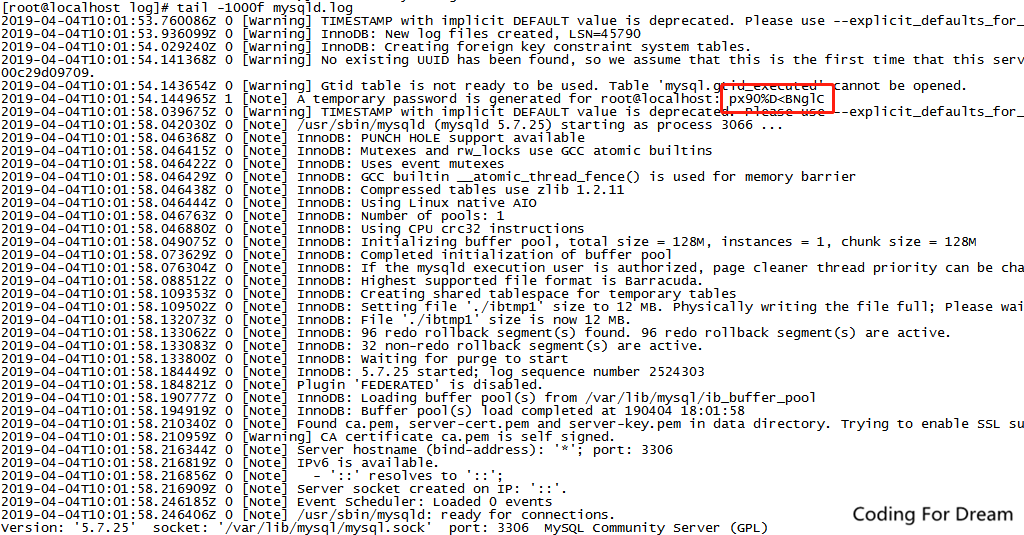 [root@localhost log]# tail -1000f mysqld.log
2019-04-04T10:01:53.760086Z 0 [Warning] TIMESTAMP with implicit DEFAULT value is deprecated. Please use --explicit_defaults_for_
2019-04-04T10:01:53.936099Z 0 [Warning] InnoDB: New log files created, LSN=45790
2019-04-04T10:01:54.029240Z 0 [Warning] InnoDB: Creating foreign key constraint system tables.
2019-04-04T10:01:54.141368Z 0 [Warning] No existing UUID has been found, so we assume that this is the first time that this serv
00c29d09709.
2019-04-04T10:01:54.143654Z 0 [Warning] Gtid table is not ready to be used. Table 'mysql.gtid_executed' cannot be opened.
2019-04-04T10:01:54.144965Z 1 [Note] A temporary password is generated for root@localhost: px9O%D<BNglC
2019-04-04T10:01:58.039675Z 0 [Warning] TIMESTAMP with implicit DEFAULT value is deprecated. Please use --explicit_defaults_for_
2019-04-04T10:01:58.042030Z 0 [Note] /usr/sbin/mysqld (mysqld 5.7.25) starting as process 3066 ...
2019-04-04T10:01:58.046368Z 0 [Note] InnoDB: PUNCH HOLE support available
2019-04-04T10:01:58.046415Z 0 [Note] InnoDB: Mutexes and rw_locks use GCC atomic builtins
2019-04-04T10:01:58.046422Z 0 [Note] InnoDB: Uses event mutexes
2019-04-04T10:01:58.046429Z 0 [Note] InnoDB: GCC builtin __atomic_thread_fence() is used for memory barrier
2019-04-04T10:01:58.046438Z 0 [Note] InnoDB: Compressed tables use zlib 1.2.11
2019-04-04T10:01:58.046444Z 0 [Note] InnoDB: Using Linux native AIO
2019-04-04T10:01:58.046763Z 0 [Note] InnoDB: Number of pools: 1
2019-04-04T10:01:58.046880Z 0 [Note] InnoDB: Using CPU crc32 instructions
2019-04-04T10:01:58.049075Z 0 [Note] InnoDB: Initializing buffer pool, total size = 128M, instances = 1, chunk size = 128M
2019-04-04T10:01:58.073629Z 0 [Note] InnoDB: Completed initialization of buffer pool
2019-04-04T10:01:58.076304Z 0 [Note] InnoDB: If the mysqld execution user is authorized, page cleaner thread priority can be cha
2019-04-04T10:01:58.088512Z 0 [Note] InnoDB: Highest supported file format is Barracuda.
2019-04-04T10:01:58.109353Z 0 [Note] InnoDB: Creating shared tablespace for temporary tables
2019-04-04T10:01:58.109502Z 0 [Note] InnoDB: Setting file './ibtmp1' size to 12 MB. Physically writing the file full; Please wai
2019-04-04T10:01:58.132073Z 0 [Note] InnoDB: File './ibtmp1' size is now 12 MB.
2019-04-04T10:01:58.133062Z 0 [Note] InnoDB: 96 redo rollback segment(s) found. 96 redo rollback segment(s) are active.
2019-04-04T10:01:58.133083Z 0 [Note] InnoDB: 32 non-redo rollback segment(s) are active.
2019-04-04T10:01:58.133800Z 0 [Note] InnoDB: Waiting for purge to start
2019-04-04T10:01:58.184449Z 0 [Note] InnoDB: 5.7.25 started; log sequence number 2524303
2019-04-04T10:01:58.184821Z 0 [Note] Plugin 'FEDERATED' is disabled.
2019-04-04T10:01:58.190777Z 0 [Note] InnoDB: Loading buffer pool(s) from /var/lib/mysql/ib_buffer_pool
2019-04-04T10:01:58.194919Z 0 [Note] InnoDB: Buffer pool(s) load completed at 190404 18:01:58
2019-04-04T10:01:58.210340Z 0 [Note] Found ca.pem, server-cert.pem and server-key.pem in data directory. Trying to enable SSL su
2019-04-04T10:01:58.210959Z 0 [Warning] CA certificate ca.pem is self signed.
2019-04-04T10:01:58.216344Z 0 [Note] Server hostname (bind-address): '*'; port: 3306
2019-04-04T10:01:58.216819Z 0 [Note] IPv6 is available.
2019-04-04T10:01:58.216856Z 0 [Note]   - '::' resolves to '::';
2019-04-04T10:01:58.216909Z 0 [Note] Server socket created on IP: '::'.
2019-04-04T10:01:58.246185Z 0 [Note] Event Scheduler: Loaded 0 events
2019-04-04T10:01:58.246406Z 0 [Note] /usr/sbin/mysqld: ready for connections.
Version: '5.7.25'  socket: '/var/lib/mysql/mysql.sock'  port: 3306  MySQL Community Server (GPL)
Coding For Dream